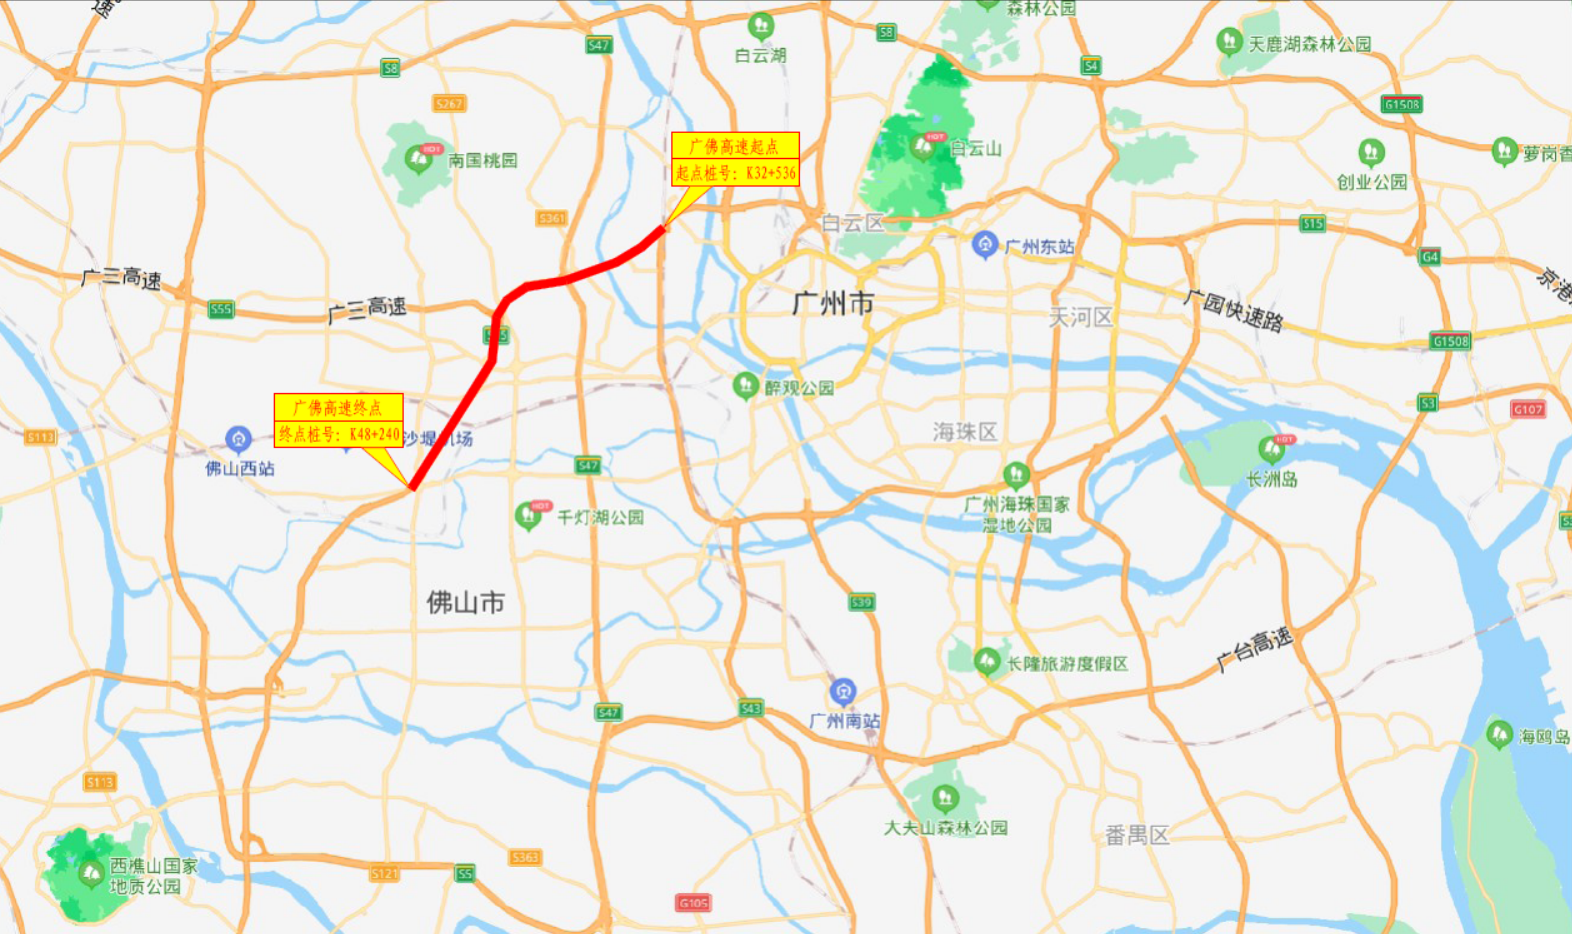 速
森林公园
S8
S47
白云湖
S8
S4
天鹿湖森林公园
S267
G1508
广佛高速起点
起点桩号：K32+536
南国桃园
HOT
白云山
HOT
创业公园
萝岗香
S361
白云区
广州东站
S15
G4
京港
广三高速
S55
广三高速
广州市
天河区
广园快速路
G1508
醉观公园
S3
G107
广佛高速终点
终点桩号：K48+240
沙堤机场
S113
佛山西站
S47
海珠区
长洲岛
HOT
广州海珠国家
湿地公园
千灯湖公园
HOT
佛山市
S39
广台高速
长隆旅游度假区
广州南站
S47
S43
海鸥岛
S113
大夫山森林公园
番禺区
西樵山国家
地质公园
S121
S5
S363
G105